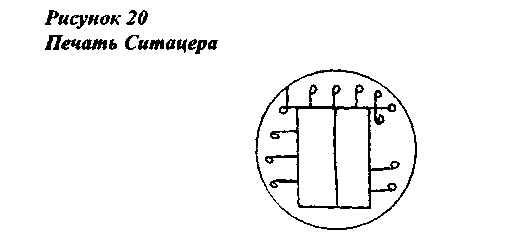 Рисунок 20
Печать Ситацера